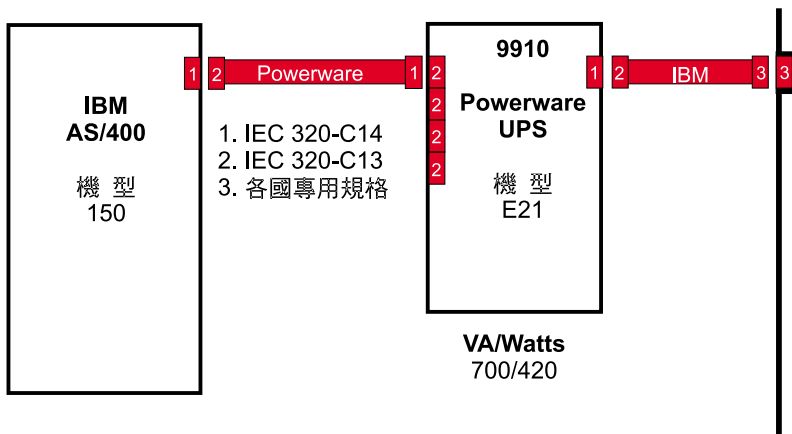 IBM
AS/400
機 型
150
1
2
Powerware
1
1. IEC 320-C14
2. IEC 320-C13
3. 各國專用規格
9910
Powerware
UPS
機 型
E21
2
2
2
2
1
VA/Watts
700/420
2
IBM
3
3